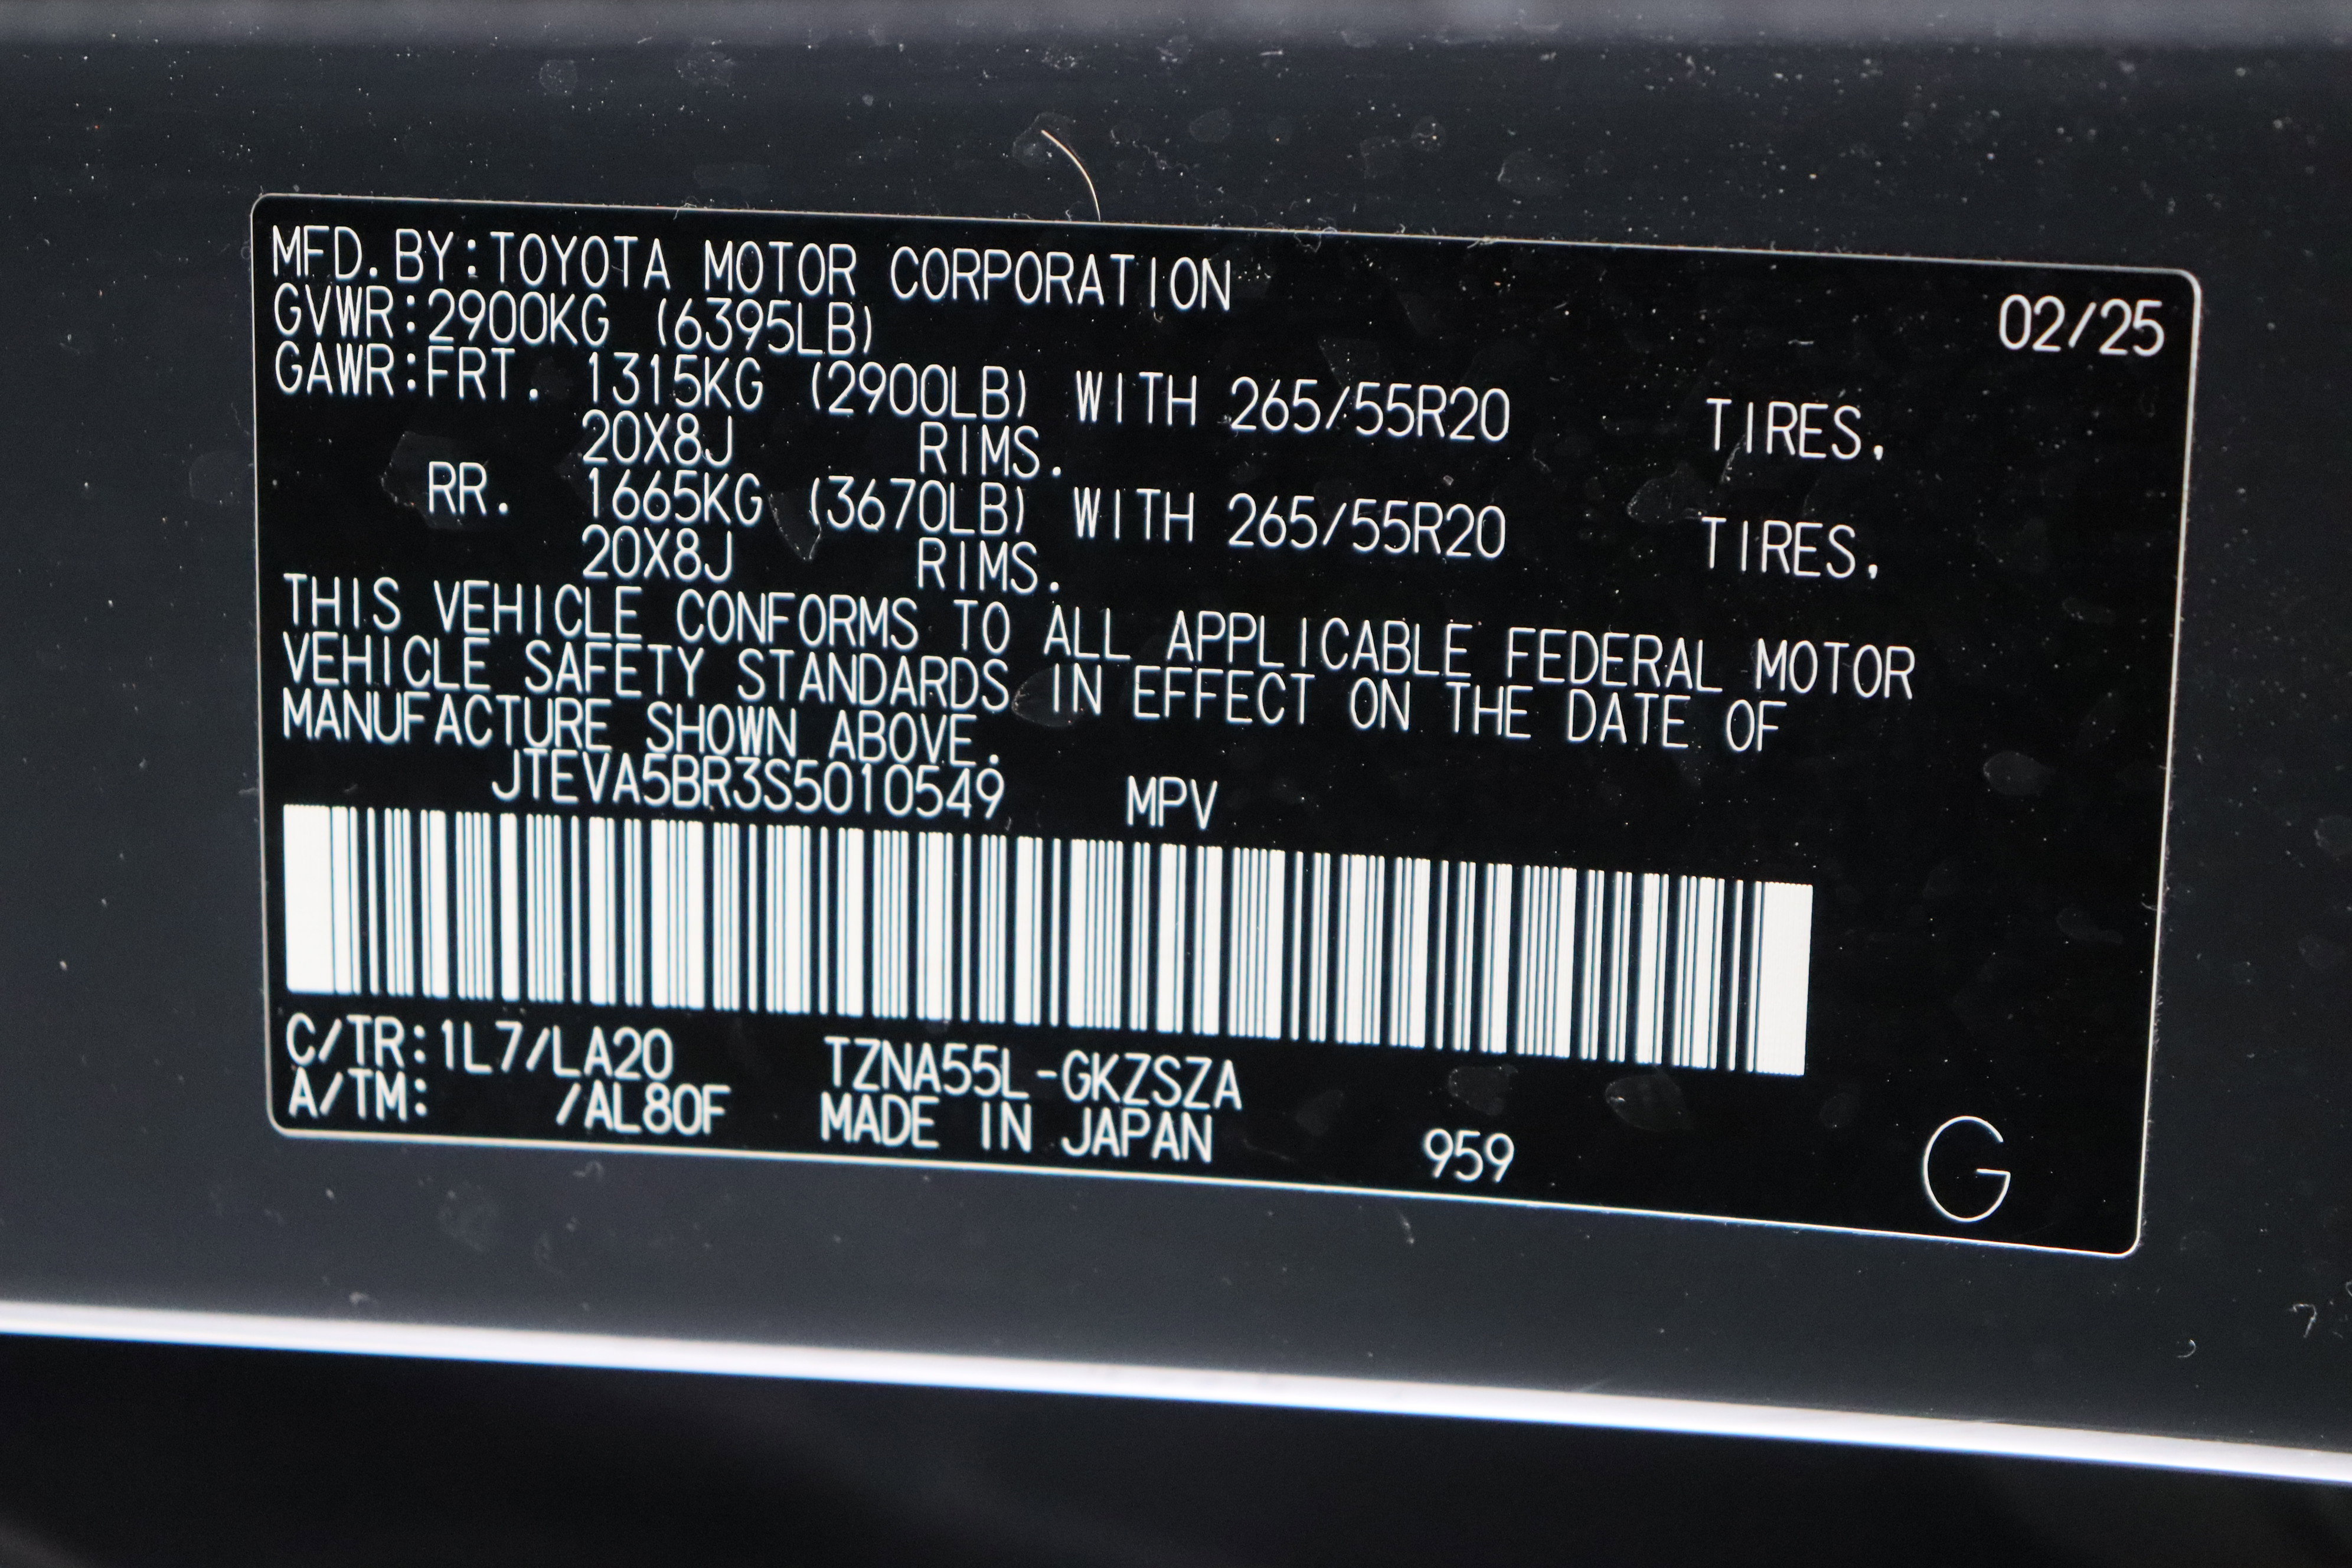 MFD.BY:TOYOTA MOTOR CORPORATION
02/25
GVWR:2900KG (6395LB)
GAWR:FRT. 1315KG (2900LB) WITH 265/55R20 TIRES,
20X8J RIMS.
RR. 1665KG (3670LB) WITH 265/55R20 TIRES,
20X8J RIMS.
THIS VEHICLE CONFORMS TO ALL APPLICABLE FEDERAL MOTOR
VEHICLE SAFETY STANDARDS IN EFFECT ON THE DATE OF
MANUFACTURE SHOWN ABOVE.
JTEVA5BR3S5010549 MPV
C/TR:1L7/LA20 TZNA55L-GKZSZA
A/TM: /AL80F MADE IN JAPAN 959 G